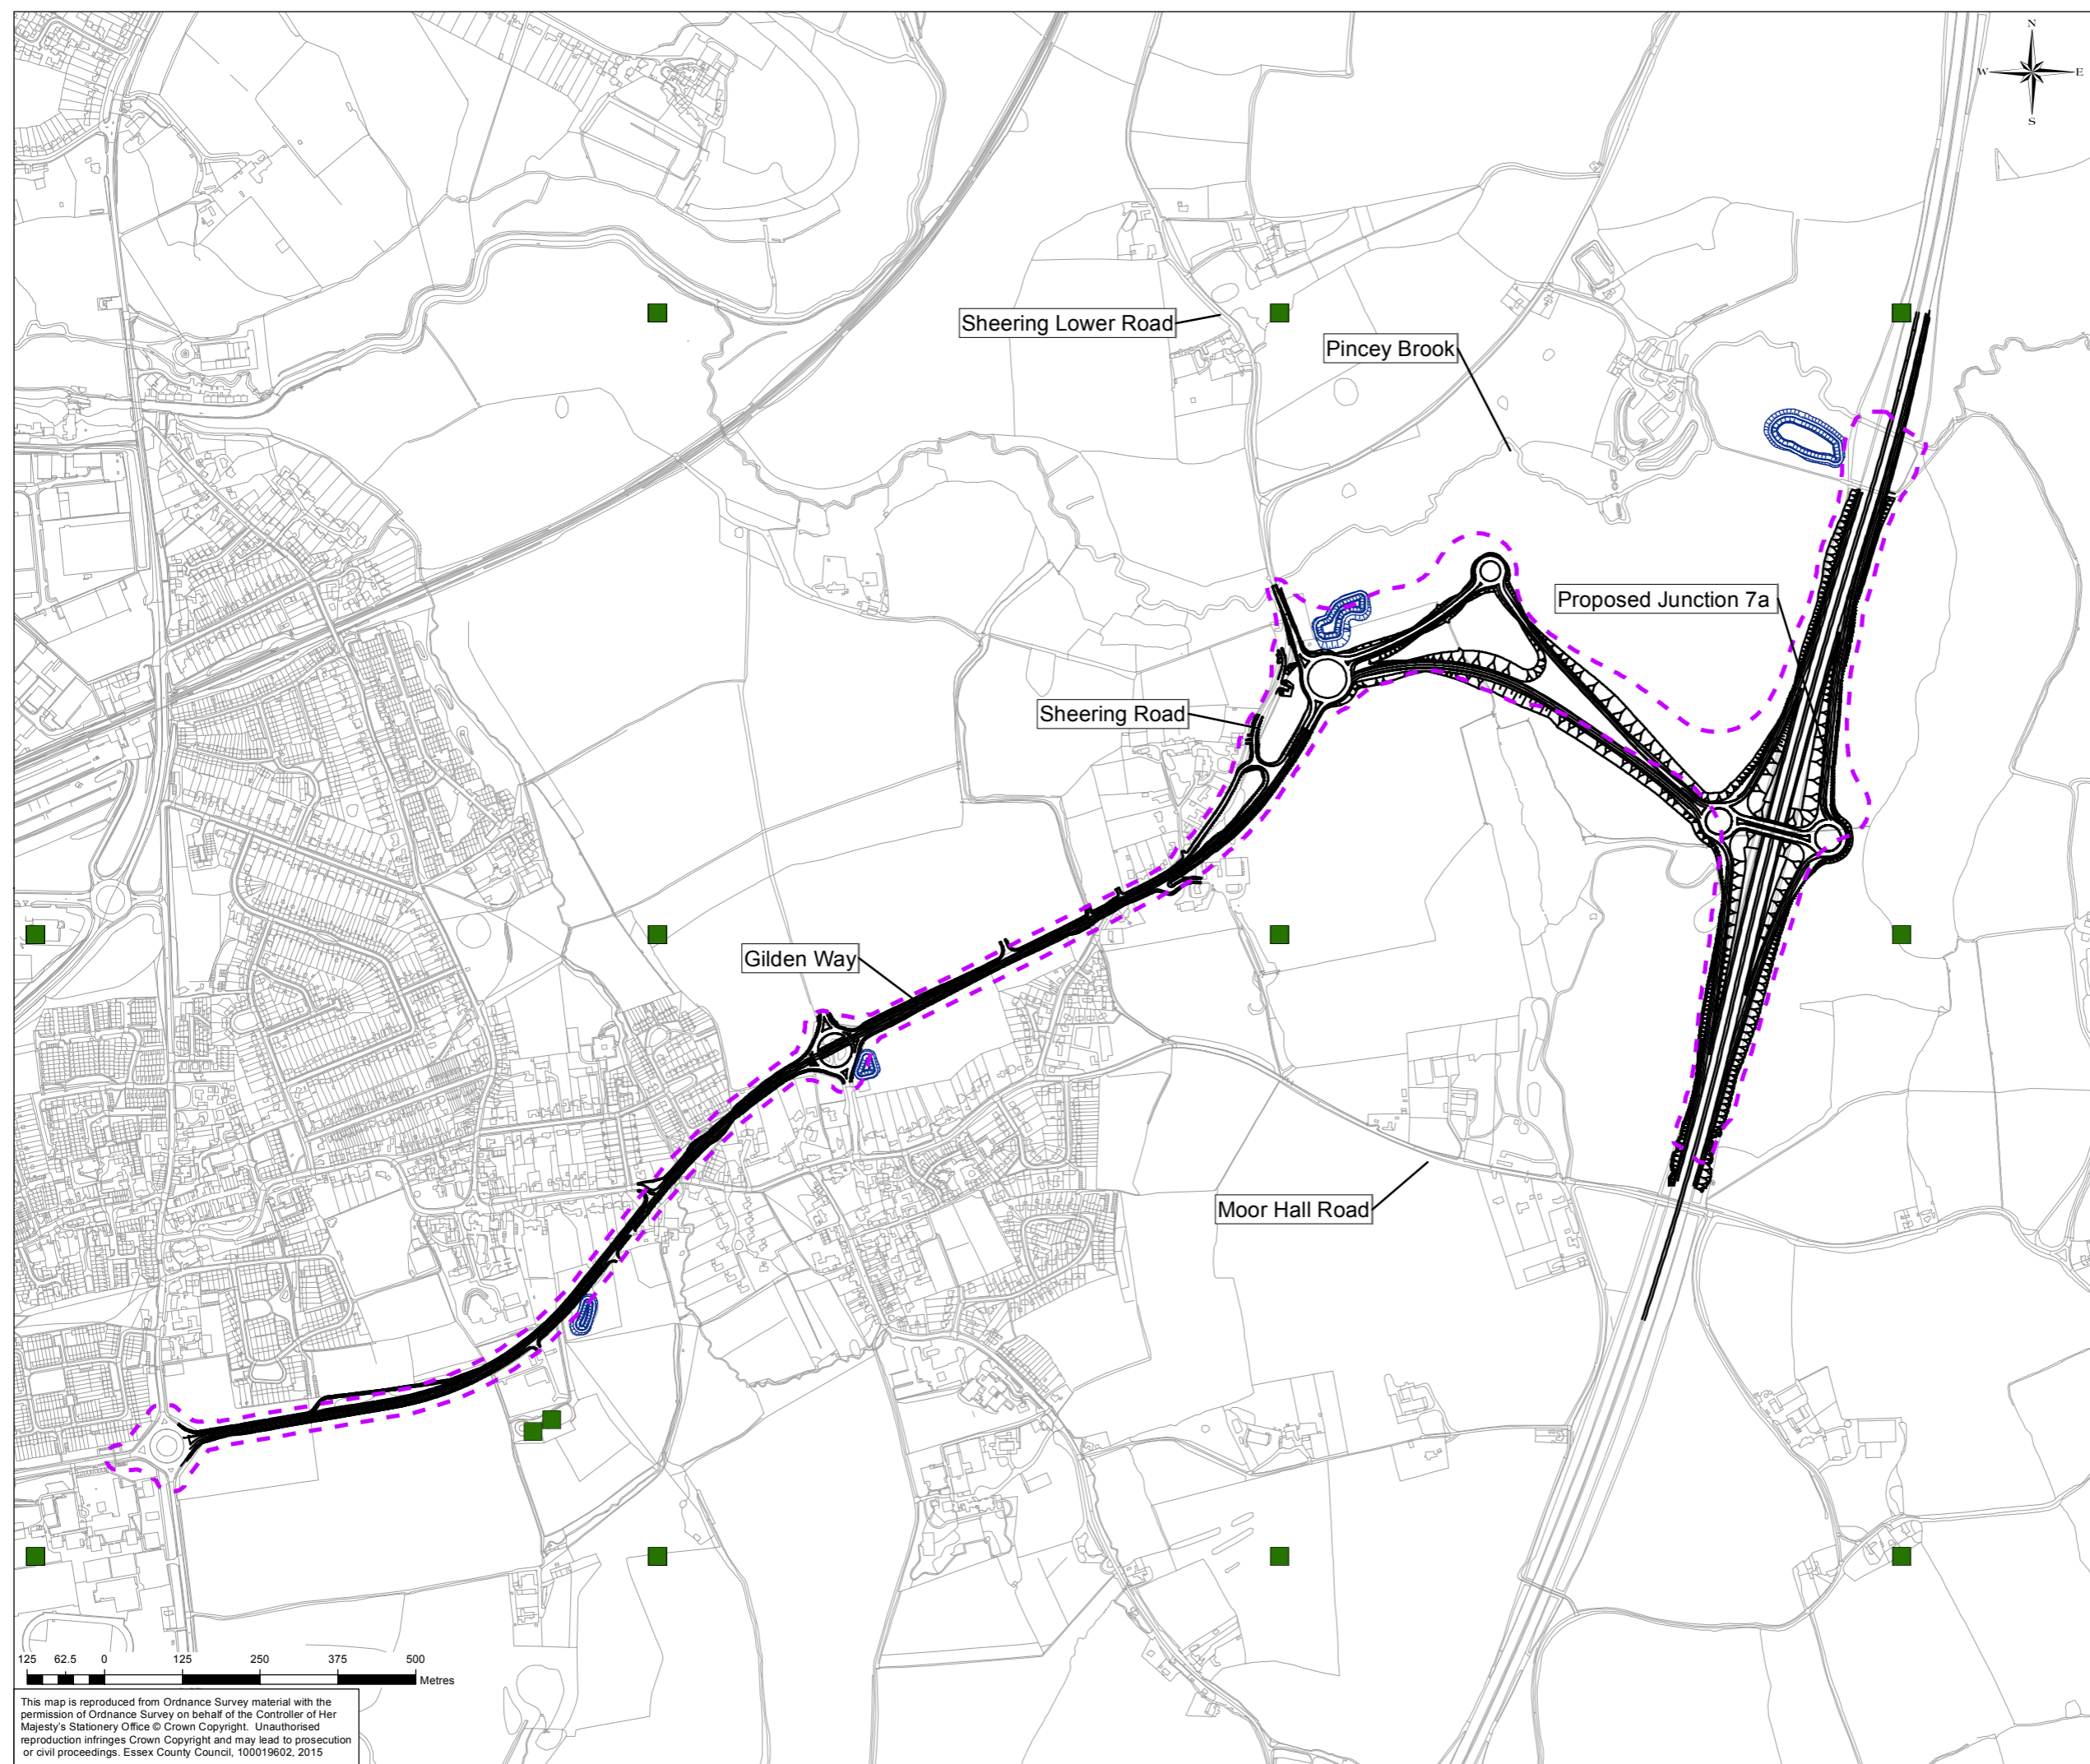 N
W E
S
Sheering Lower Road
Pincey Brook
Proposed Junction 7a
Sheering Road
Gilden Way
Moor Hall Road
125 62.5 0 125 250 375 500
Metres
This map is reproduced from Ordnance Survey material with the
permission of Ordnance Survey on behalf of the Controller of Her
Majesty's Stationery Office © Crown Copyright. Unauthorised
reproduction infringes Crown Copyright and may lead to prosecution
or civil proceedings. Essex County Council, 100019602, 2015